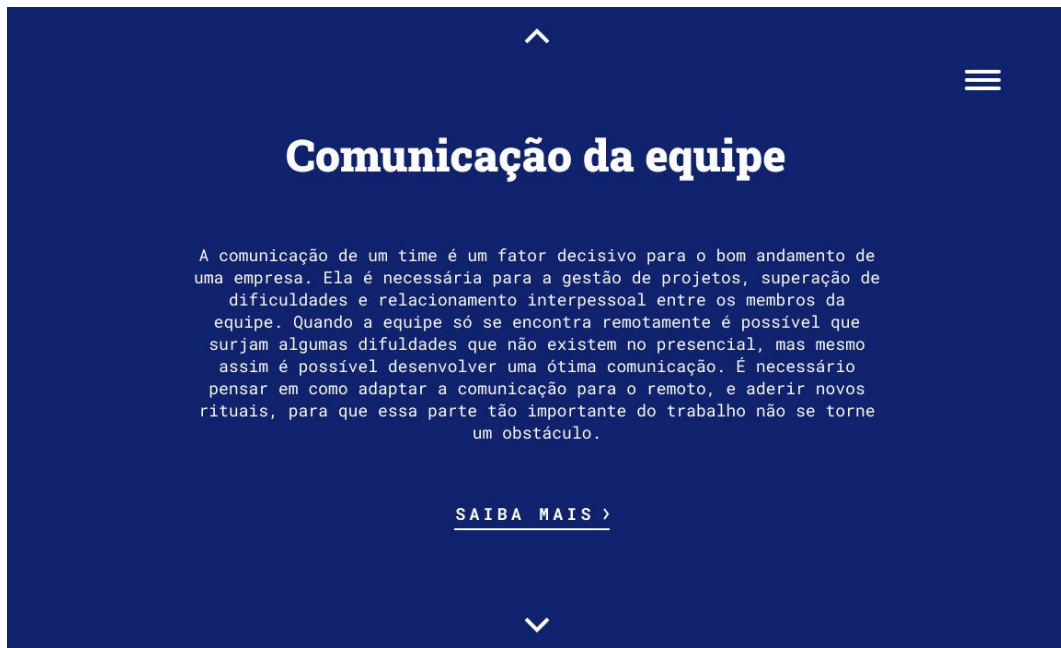 Comunicação da equipe
A comunicação de um time é um fator decisivo para o bom andamento de
uma empresa. Ela é necessária para a gestão de projetos, superação de
dificuldades e relacionamento interpessoal entre os membros da
equipe. Quando a equipe só se encontra remotamente é possível que
surjam algumas difuldades que não existem no presencial, mas mesmo
assim é possível desenvolver uma ótima comunicação. É necessário
pensar em como adaptar a comunicação para o remoto, e aderir novos
rituais, para que essa parte tão importante do trabalho não se torne
um obstáculo.
SAIBA MAIS >